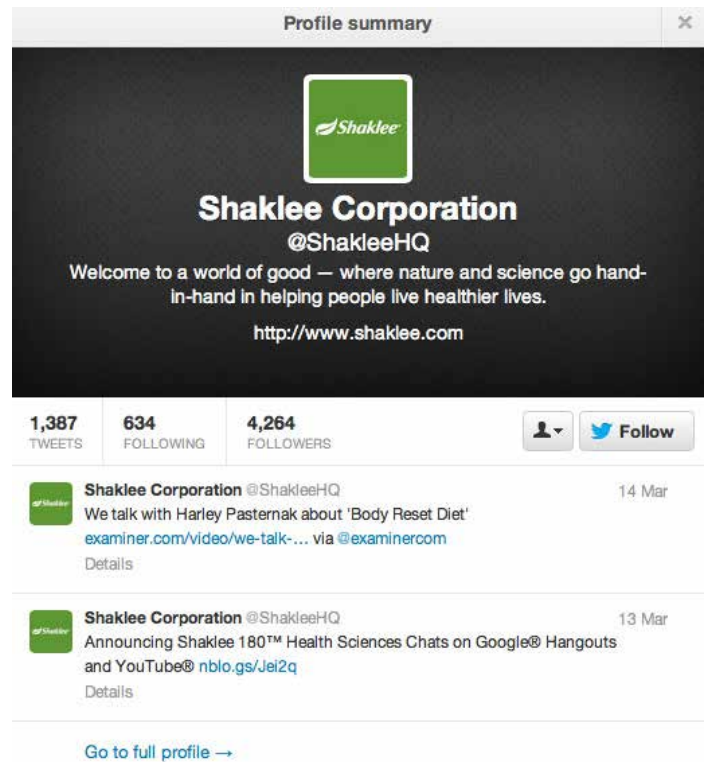 Profile summary
Shaklee
Shaklee Corporation
@ShakleeHQ
Welcome to a world of good — where nature and science go hand-
in-hand in helping people live healthier lives.
http://www.shaklee.com
1,387 634 4,264
TWEETS FOLLOWING FOLLOWERS
Follow
Shaklee Corporation @ShakleeHQ 14 Mar
Shaklee
We talk with Harley Pasternak about 'Body Reset Diet'
examiner.com/video/we-talk-... via @examinercom
Details
Shaklee Corporation @ShakleeHQ 13 Mar
Shaklee
Announcing Shaklee 180™ Health Sciences Chats on Google® Hangouts
and YouTube® nblo.gs/Jei2q
Details
Go to full profile →